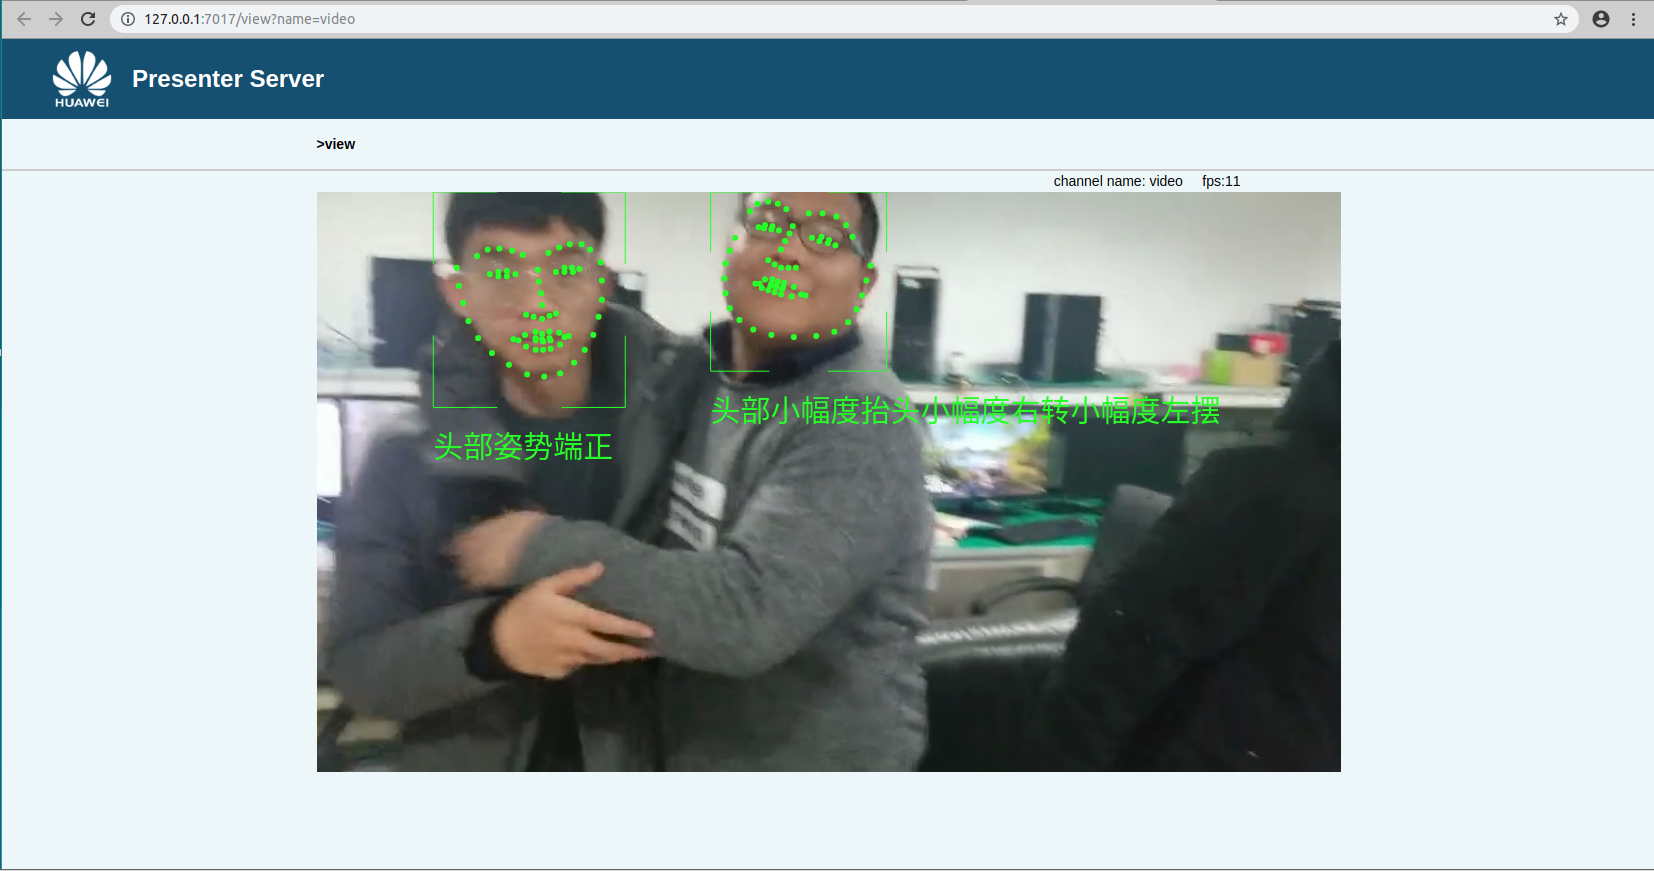 127.0.0.1:7017/view?name=video
HUAWEI
Presenter Server
>view
channel name: video fps:11
头部小幅度抬头小幅度右转小幅度左摆
头部姿势端正